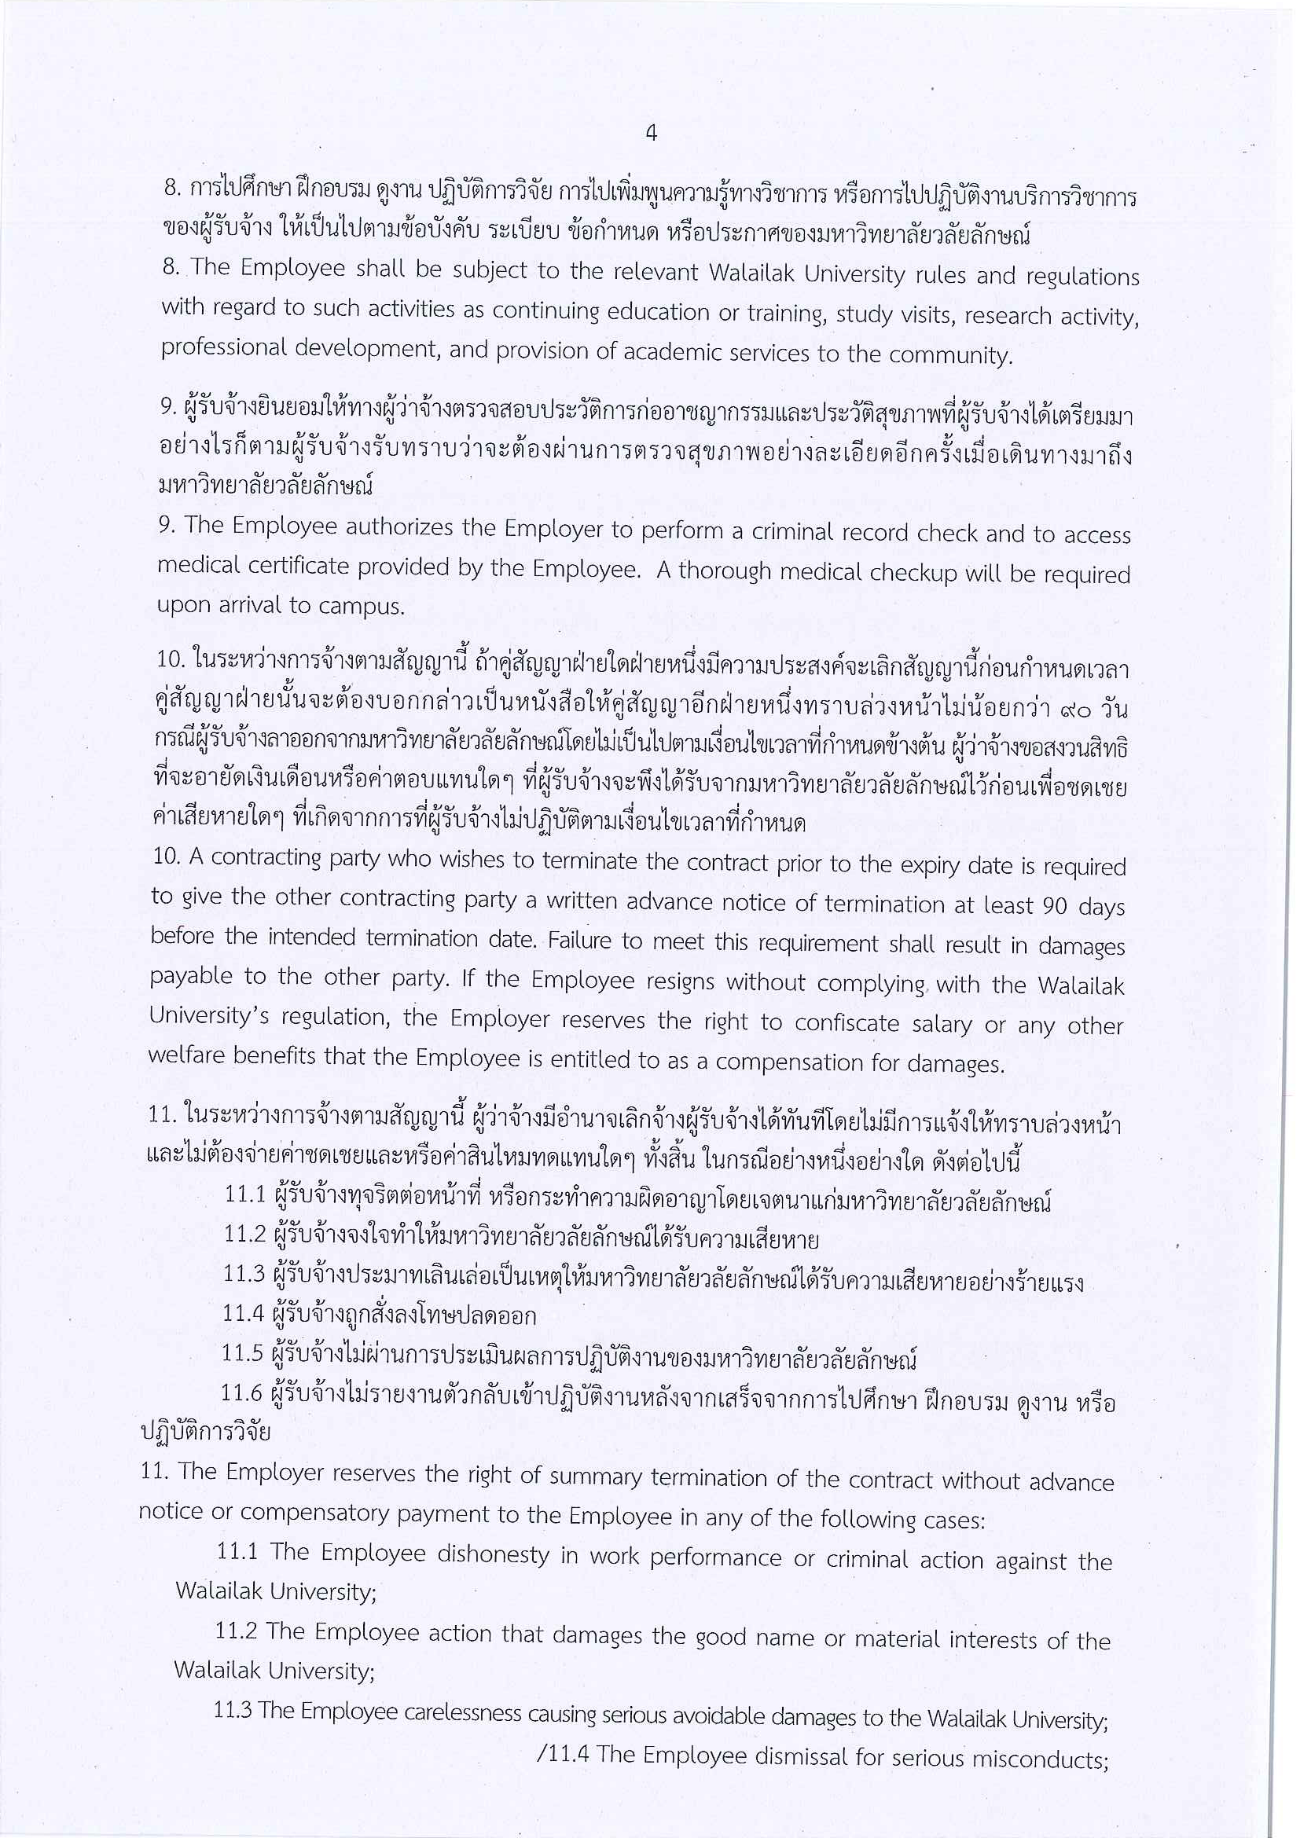 4
8. การไปศึกษา ฝึกอบรม ดูงาน ปฏิบัติการวิจัย การไปเพิ่มพูนความรู้ทางวิชาการ หรือการไปปฏิบัติงานบริการวิชาการ
ของผู้รับจ้าง ให้เป็นไปตามข้อบังคับ ระเบียบ ข้อกำหนด หรือประกาศของมหาวิทยาลัยวลัยลักษณ์
8. The Employee shall be subject to the relevant Walailak University rules and regulations
with regard to such activities as continuing education or training, study visits, research activity,
professional development, and provision of academic services to the community.
9. ผู้รับจ้างยินยอมให้ทางผู้ว่าจ้างตรวจสอบประวัติการก่ออาชญากรรมและประวัติสุขภาพที่ผู้รับจ้างได้เตรียมมา
อย่างไรก็ตามผู้รับจ้างรับทราบว่าจะต้องผ่านการตรวจสุขภาพอย่างละเอียดอีกครั้งเมื่อเดินทางมาถึง
มหาวิทยาลัยวลัยลักษณ์
9. The Employee authorizes the Employer to perform a criminal record check and to access
medical certificate provided by the Employee. A thorough medical checkup will be required
upon arrival to campus.
10. ในระหว่างการจ้างตามสัญญานี้ ถ้าคู่สัญญาฝ่ายใดฝ่ายหนึ่งมีความประสงค์จะเลิกสัญญานี้ก่อนกำหนดเวลา
คู่สัญญาฝ่ายนั้นจะต้องบอกกล่าวเป็นหนังสือให้คู่สัญญาอีกฝ่ายหนึ่งทราบล่วงหน้าไม่น้อยกว่า ๙๐ วัน
กรณีผู้รับจ้างลาออกจากมหาวิทยาลัยวลัยลักษณ์โดยไม่เป็นไปตามเงื่อนไขเวลาที่กำหนดข้างต้น ผู้ว่าจ้างขอสงวนสิทธิ
ที่จะอายัดเงินเดือนหรือค่าตอบแทนใดๆ ที่ผู้รับจ้างจะพึงได้รับจากมหาวิทยาลัยวลัยลักษณ์ไว้ก่อนเพื่อชดเชย
ค่าเสียหายใดๆ ที่เกิดจากการที่ผู้รับจ้างไม่ปฏิบัติตามเงื่อนไขเวลาที่กำหนด
10. A contracting party who wishes to terminate the contract prior to the expiry date is required
to give the other contracting party a written advance notice of termination at least 90 days
before the intended termination date. Failure to meet this requirement shall result in damages
payable to the other party. If the Employee resigns without complying with the Walailak
University's regulation, the Employer reserves the right to confiscate salary or any other
welfare benefits that the Employee is entitled to as a compensation for damages.
11. ในระหว่างการจ้างตามสัญญานี้ ผู้ว่าจ้างมีอำนาจเลิกจ้างผู้รับจ้างได้ทันทีโดยไม่มีการแจ้งให้ทราบล่วงหน้า
และไม่ต้องจ่ายค่าชดเชยและหรือค่าสินไหมทดแทนใดๆ ทั้งสิ้น ในกรณีอย่างหนึ่งอย่างใด ดังต่อไปนี้
11.1 ผู้รับจ้างทุจริตต่อหน้าที่ หรือกระทำความผิดอาญาโดยเจตนาแก่มหาวิทยาลัยวลัยลักษณ์
11.2 ผู้รับจ้างจงใจทำให้มหาวิทยาลัยวลัยลักษณ์ได้รับความเสียหาย
11.3 ผู้รับจ้างประมาทเลินเล่อเป็นเหตุให้มหาวิทยาลัยวลัยลักษณ์ได้รับความเสียหายอย่างร้ายแรง
11.4 ผู้รับจ้างถูกสั่งลงโทษปลดออก
11.5 ผู้รับจ้างไม่ผ่านการประเมินผลการปฏิบัติงานของมหาวิทยาลัยวลัยลักษณ์
11.6 ผู้รับจ้างไม่รายงานตัวกลับเข้าปฏิบัติงานหลังจากเสร็จจากการไปศึกษา ฝึกอบรม ดูงาน หรือ
ปฏิบัติการวิจัย
11. The Employer reserves the right of summary termination of the contract without advance
notice or compensatory payment to the Employee in any of the following cases:
11.1 The Employee dishonesty in work performance or criminal action against the
Walailak University;
11.2 The Employee action that damages the good name or material interests of the
Walailak University;
11.3 The Employee carelessness causing serious avoidable damages to the Walailak University;
/11.4 The Employee dismissal for serious misconducts;